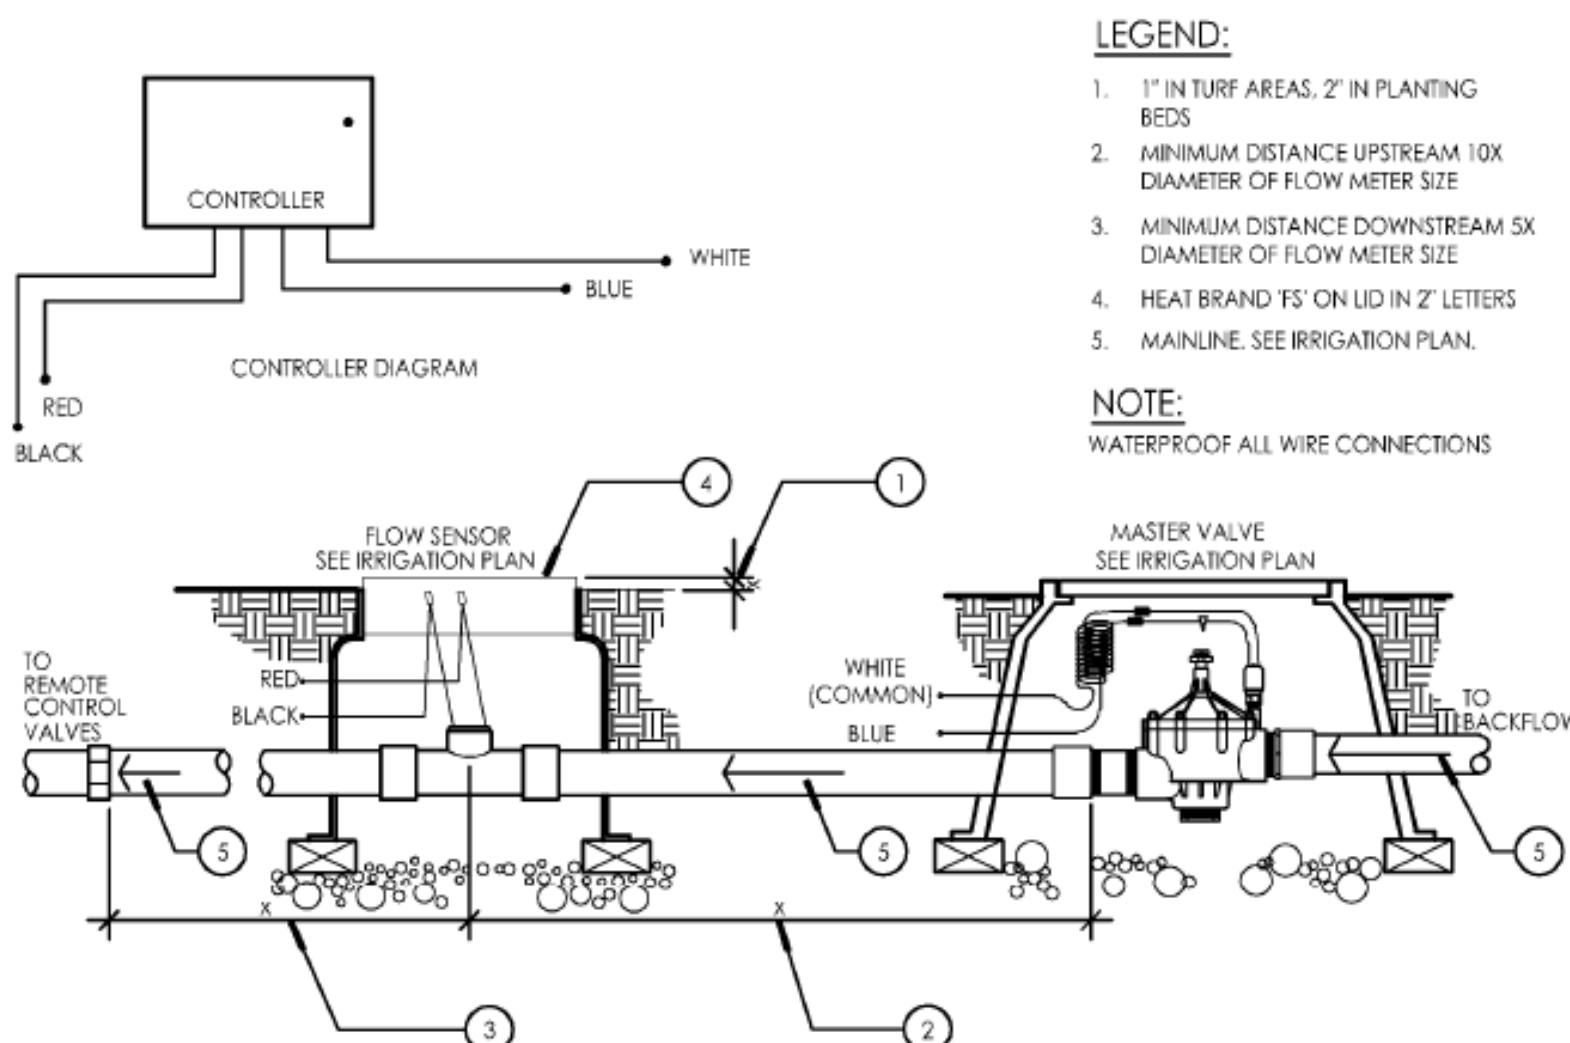 LEGEND:
1. 1" IN TURF AREAS, 2" IN PLANTING
BEDS
2. MINIMUM DISTANCE UPSTREAM 10X
DIAMETER OF FLOW METER SIZE
3. MINIMUM DISTANCE DOWNSTREAM 5X
DIAMETER OF FLOW METER SIZE
4. HEAT BRAND 'FS' ON LID IN 2" LETTERS
5. MAINLINE. SEE IRRIGATION PLAN.
NOTE:
WATERPROOF ALL WIRE CONNECTIONS
CONTROLLER
WHITE
BLUE
CONTROLLER DIAGRAM
RED
BLACK
4
1
FLOW SENSOR
SEE IRRIGATION PLAN
MASTER VALVE
SEE IRRIGATION PLAN
x
TO
REMOTE
CONTROL
VALVES
RED
BLACK
WHITE
(COMMON)
BLUE
TO
BACKFLOW
5
5
5
x
x
3
2